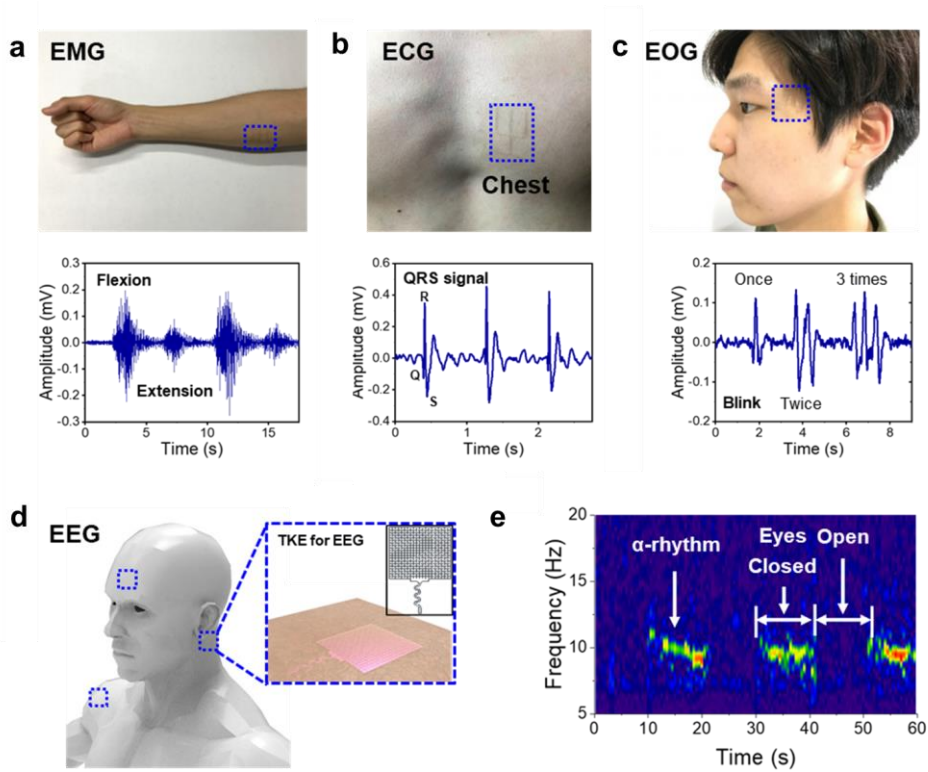 a EMG
b ECG
c EOG
Chest
0.3
0.2
0.1
0.0
-0.1
-0.2
-0.3
Amplitude (mV)
Flexion
Extension
0 5 10 15
Time (s)
0.6
0.4
0.2
0.0
-0.2
-0.4
Amplitude (mV)
QRS signal
R
Q
S
0 1 2
Time (s)
0.2
0.1
0.0
-0.1
-0.2
Amplitude (mV)
Once 3 times
Blink Twice
0 2 4 6 8
Time (s)
d EEG
TKE for EEG
e
20
15
10
5
Frequency (Hz)
α-rhythm
Eyes Open
Closed
0 10 20 30 40 50 60
Time (s)